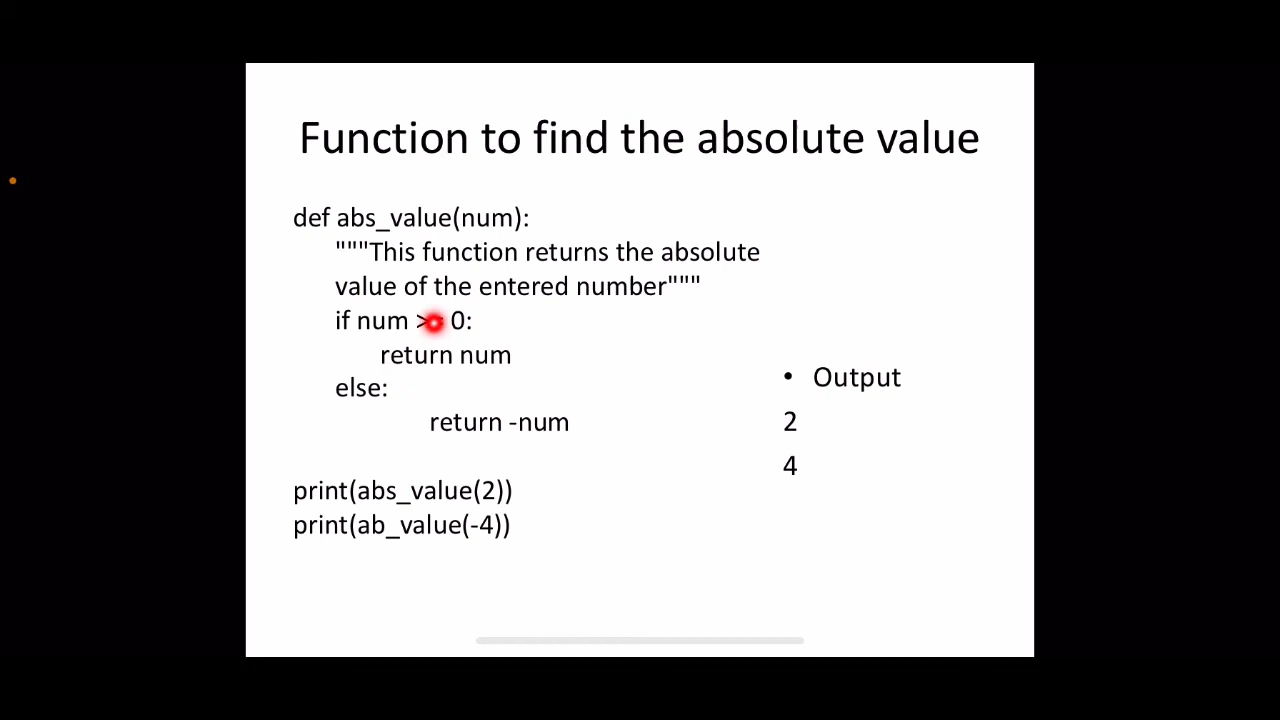 Function to find the absolute value
def abs_value(num):
"""This function returns the absolute
value of the entered number"""
if num >= 0:
return num
else:
return -num
print(abs_value(2))
print(ab_value(-4))
• Output
2
4